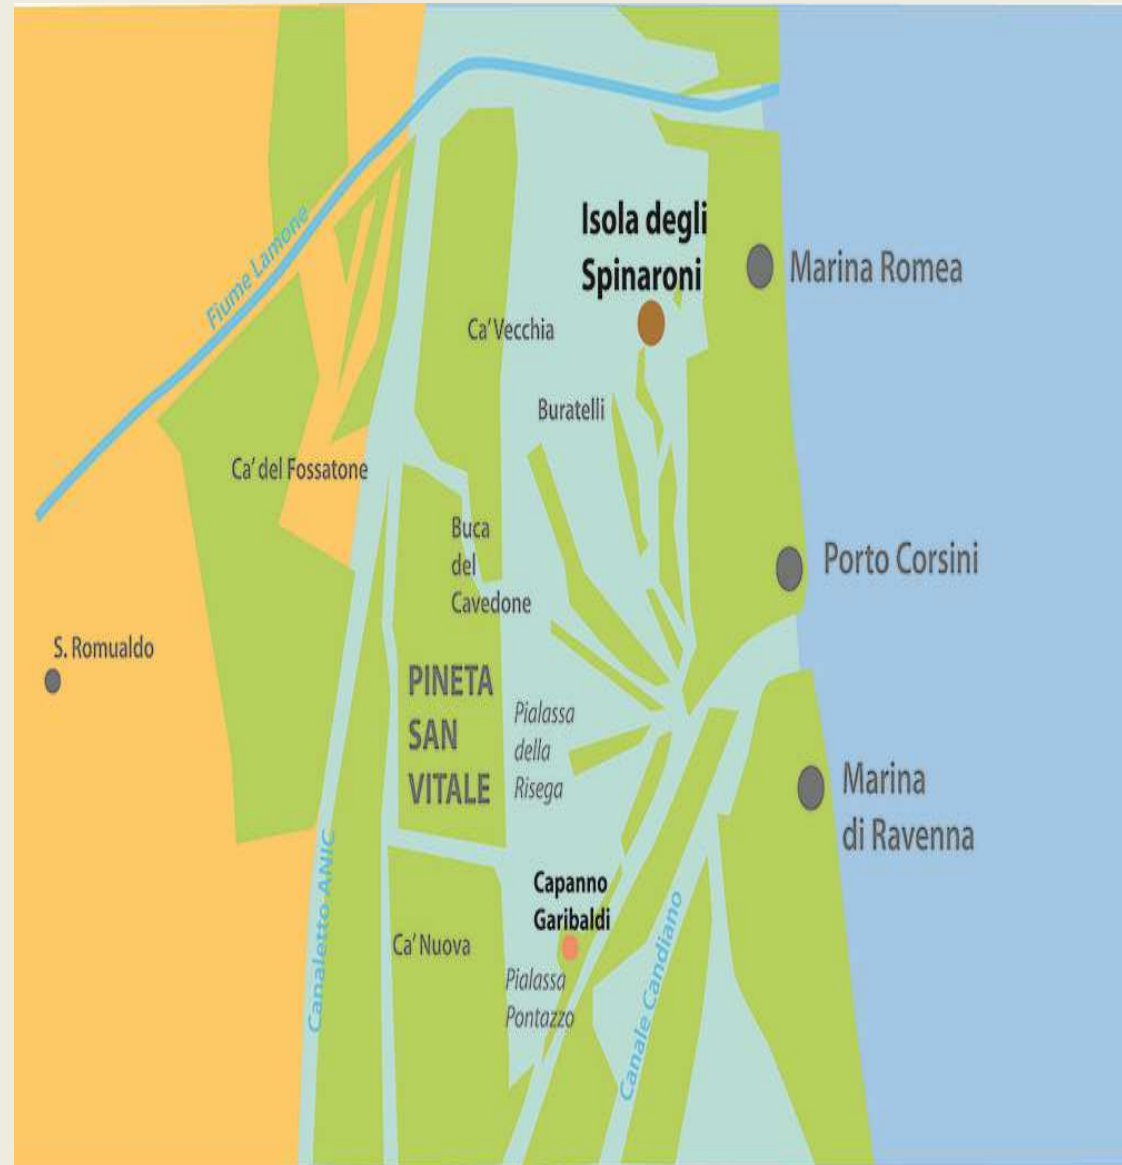 Isola degli
Spinaroni
Marina Romea
Fiume Lamone
Ca' Vecchia
Buratelli
Ca' del Fossatone
Buca
del
Cavedone
Porto Corsini
S. Romualdo
PINETA
SAN
VITALE
Pialassa
della
Risega
Marina
di Ravenna
Canaletto ANIC
Capanno
Garibaldi
Ca' Nuova
Pialassa
Pontazzo
Canale Candiano